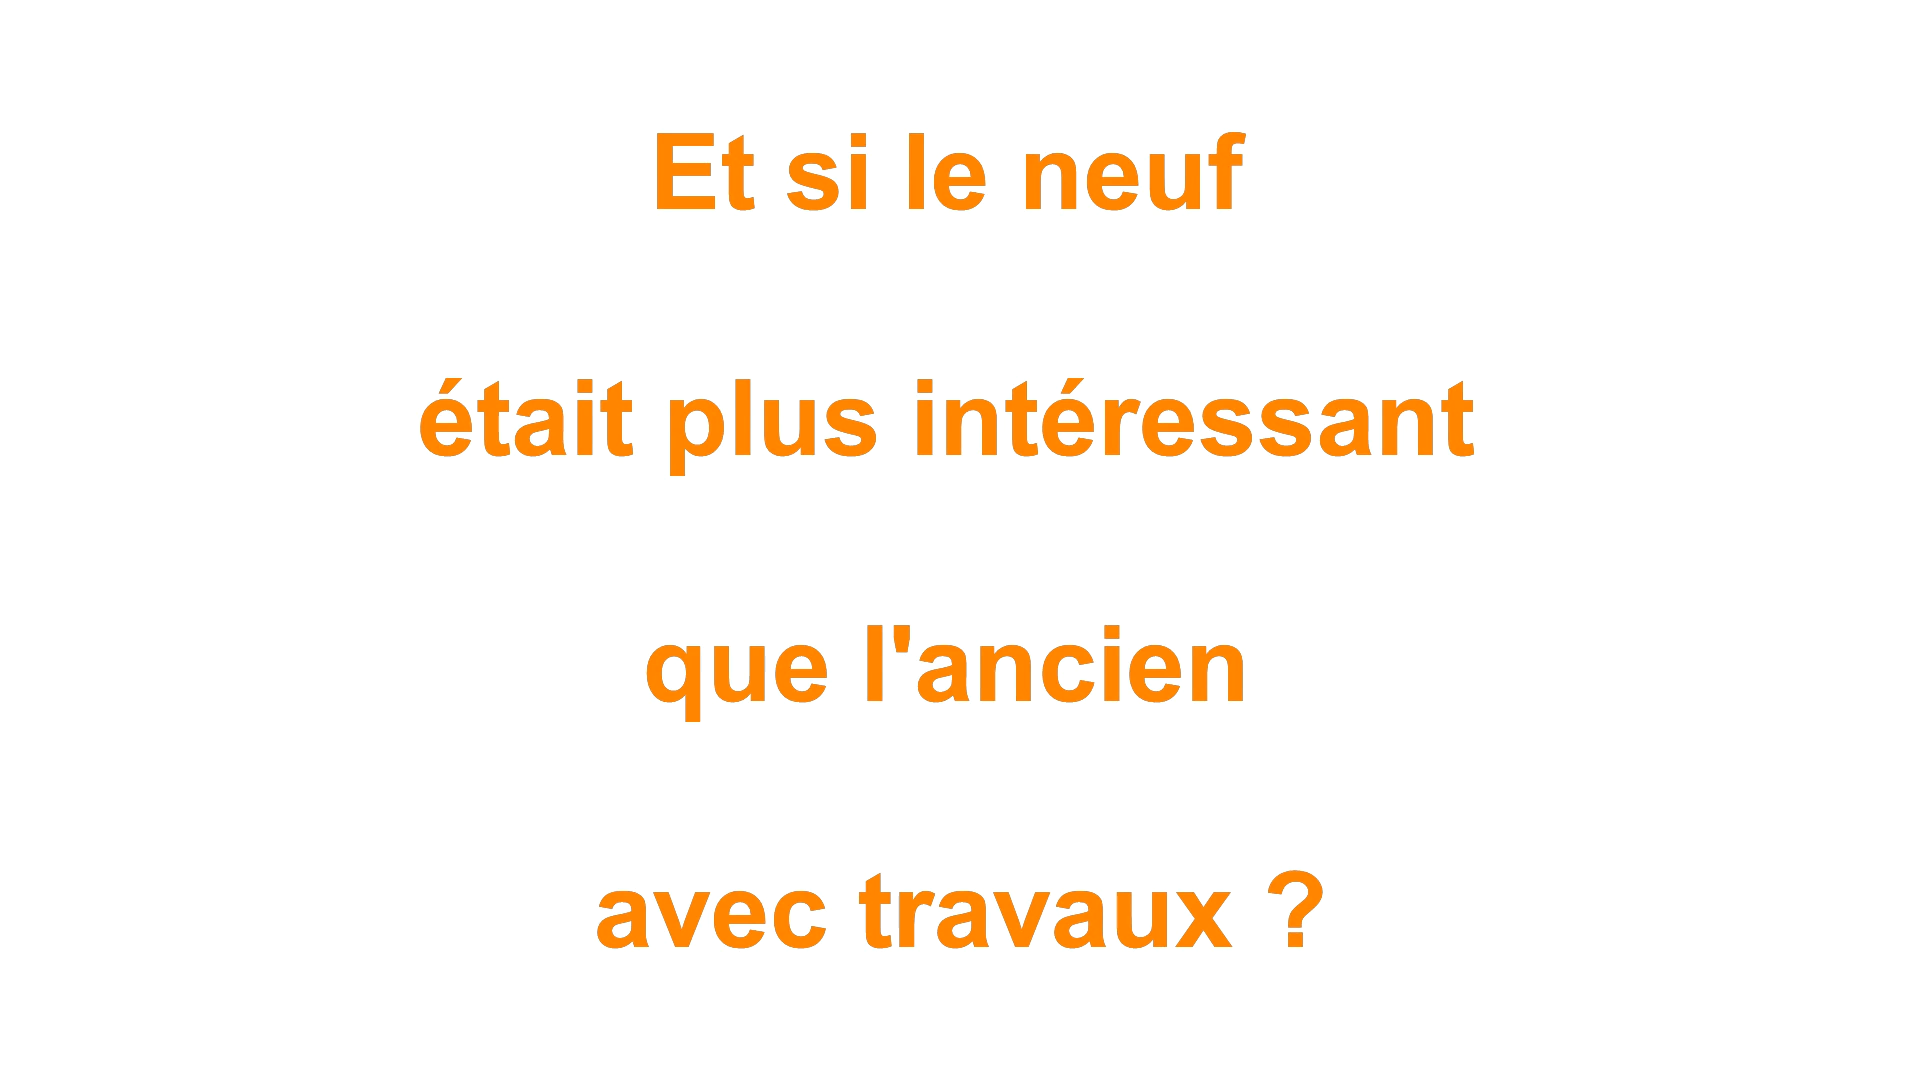 Et si le neuf
était plus intéressant
que l'ancien
avec travaux ?